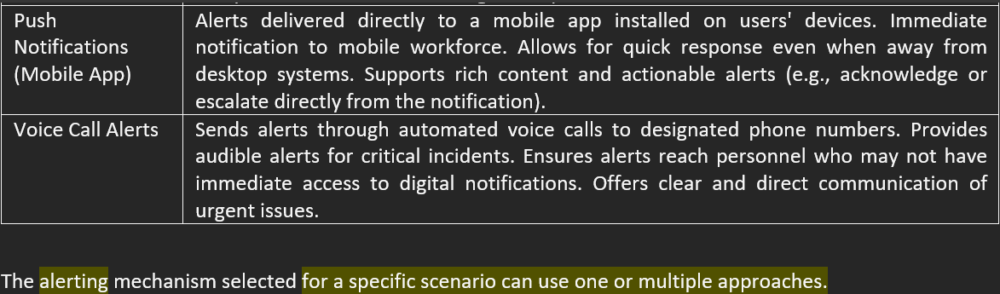 Push
Notifications
(Mobile App)
Alerts delivered directly to a mobile app installed on users' devices. Immediate
notification to mobile workforce. Allows for quick response even when away from
desktop systems. Supports rich content and actionable alerts (e.g., acknowledge or
escalate directly from the notification).
Voice Call Alerts
Sends alerts through automated voice calls to designated phone numbers. Provides
audible alerts for critical incidents. Ensures alerts reach personnel who may not have
immediate access to digital notifications. Offers clear and direct communication of
urgent issues.
The alerting mechanism selected for a specific scenario can use one or multiple approaches.